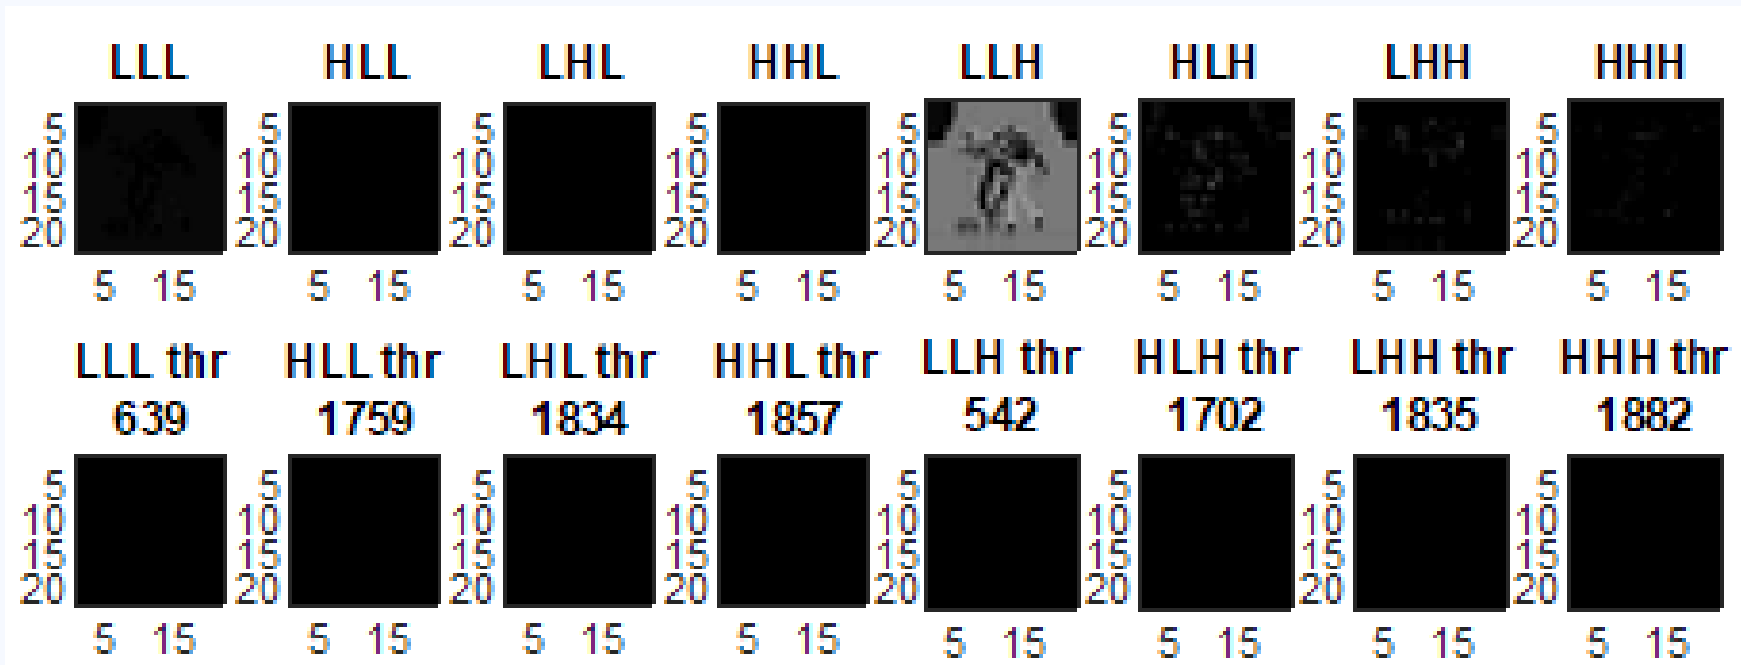 LLL HLL LHL HHL LLH HLH LHH HHH
5 5 5 5 5 5 5 5
10 10 10 10 10 10 10 10
15 15 15 15 15 15 15 15
20 20 20 20 20 20 20 20
5 15 5 15 5 15 5 15 5 15 5 15 5 15 5 15
LLL thr HLL thr LHL thr HHL thr LLH thr HLH thr LHH thr HHH thr
639 1759 1834 1857 542 1702 1835 1882
5 5 5 5 5 5 5 5
10 10 10 10 10 10 10 10
15 15 15 15 15 15 15 15
20 20 20 20 20 20 20 20
5 15 5 15 5 15 5 15 5 15 5 15 5 15 5 15